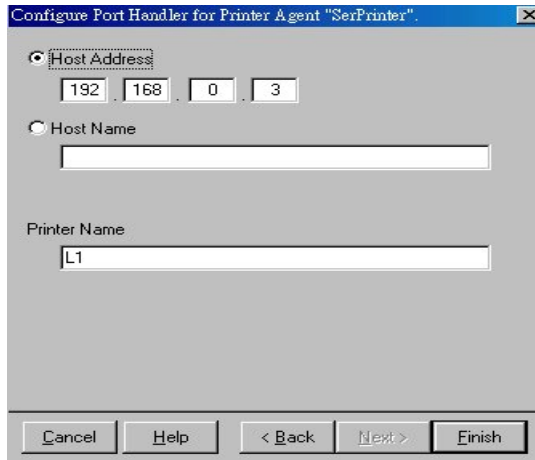 Configure Port Handler for Printer Agent "SerPrinter".
Host Address
192 . 168 . 0 . 3
Host Name
Printer Name
L1
Cancel Help < Back Next > Finish